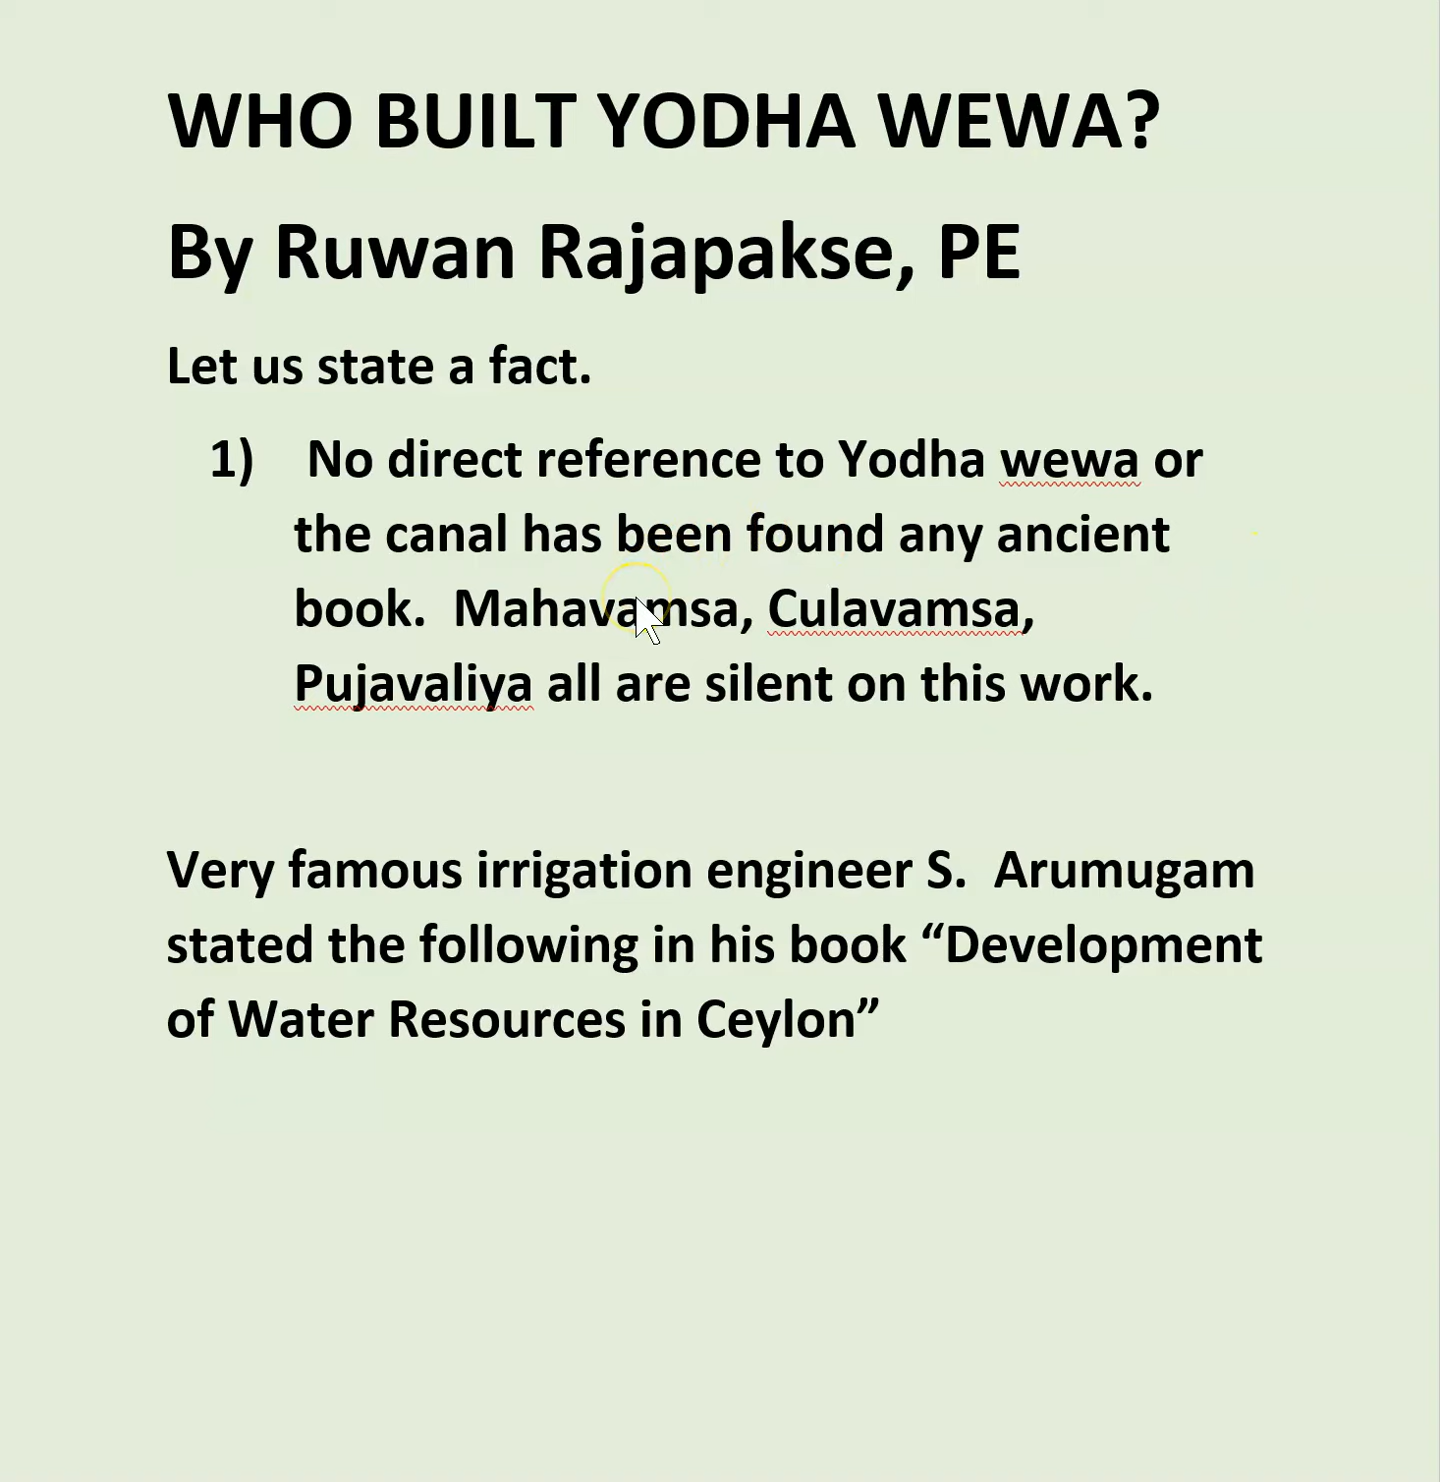 WHO BUILT YODHA WEWA?
By Ruwan Rajapakse, PE
Let us state a fact.
1) No direct reference to Yodha wewa or
the canal has been found any ancient
book. Mahavamsa, Culavamsa,
Pujavaliya all are silent on this work.
Very famous irrigation engineer S. Arumugam
stated the following in his book “Development
of Water Resources in Ceylon”